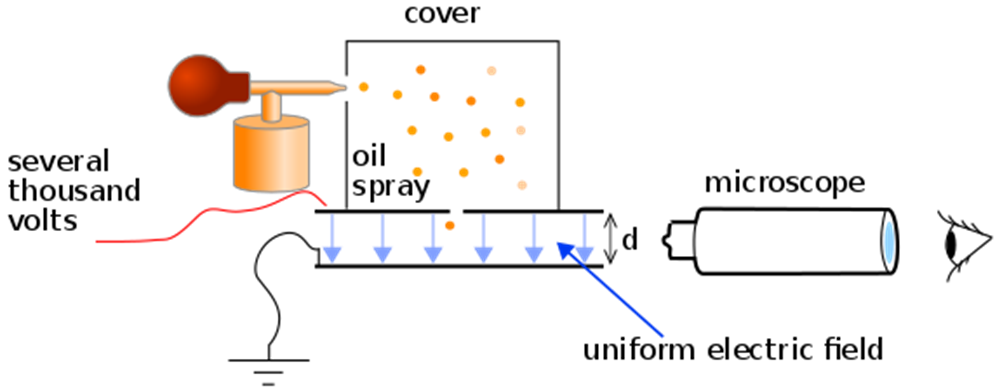 cover
several
thousand
volts
oil
spray
microscope
d
uniform electric field